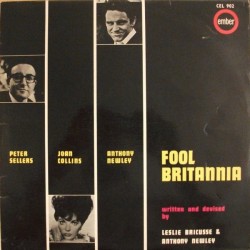 CEL 902
ember
PETER
SELLERS
JOAN
COLLINS
ANTHONY
NEWLEY
FOOL
BRITANNIA
written and devised
by
LESLIE BRICUSSE &
ANTHONY NEWLEY